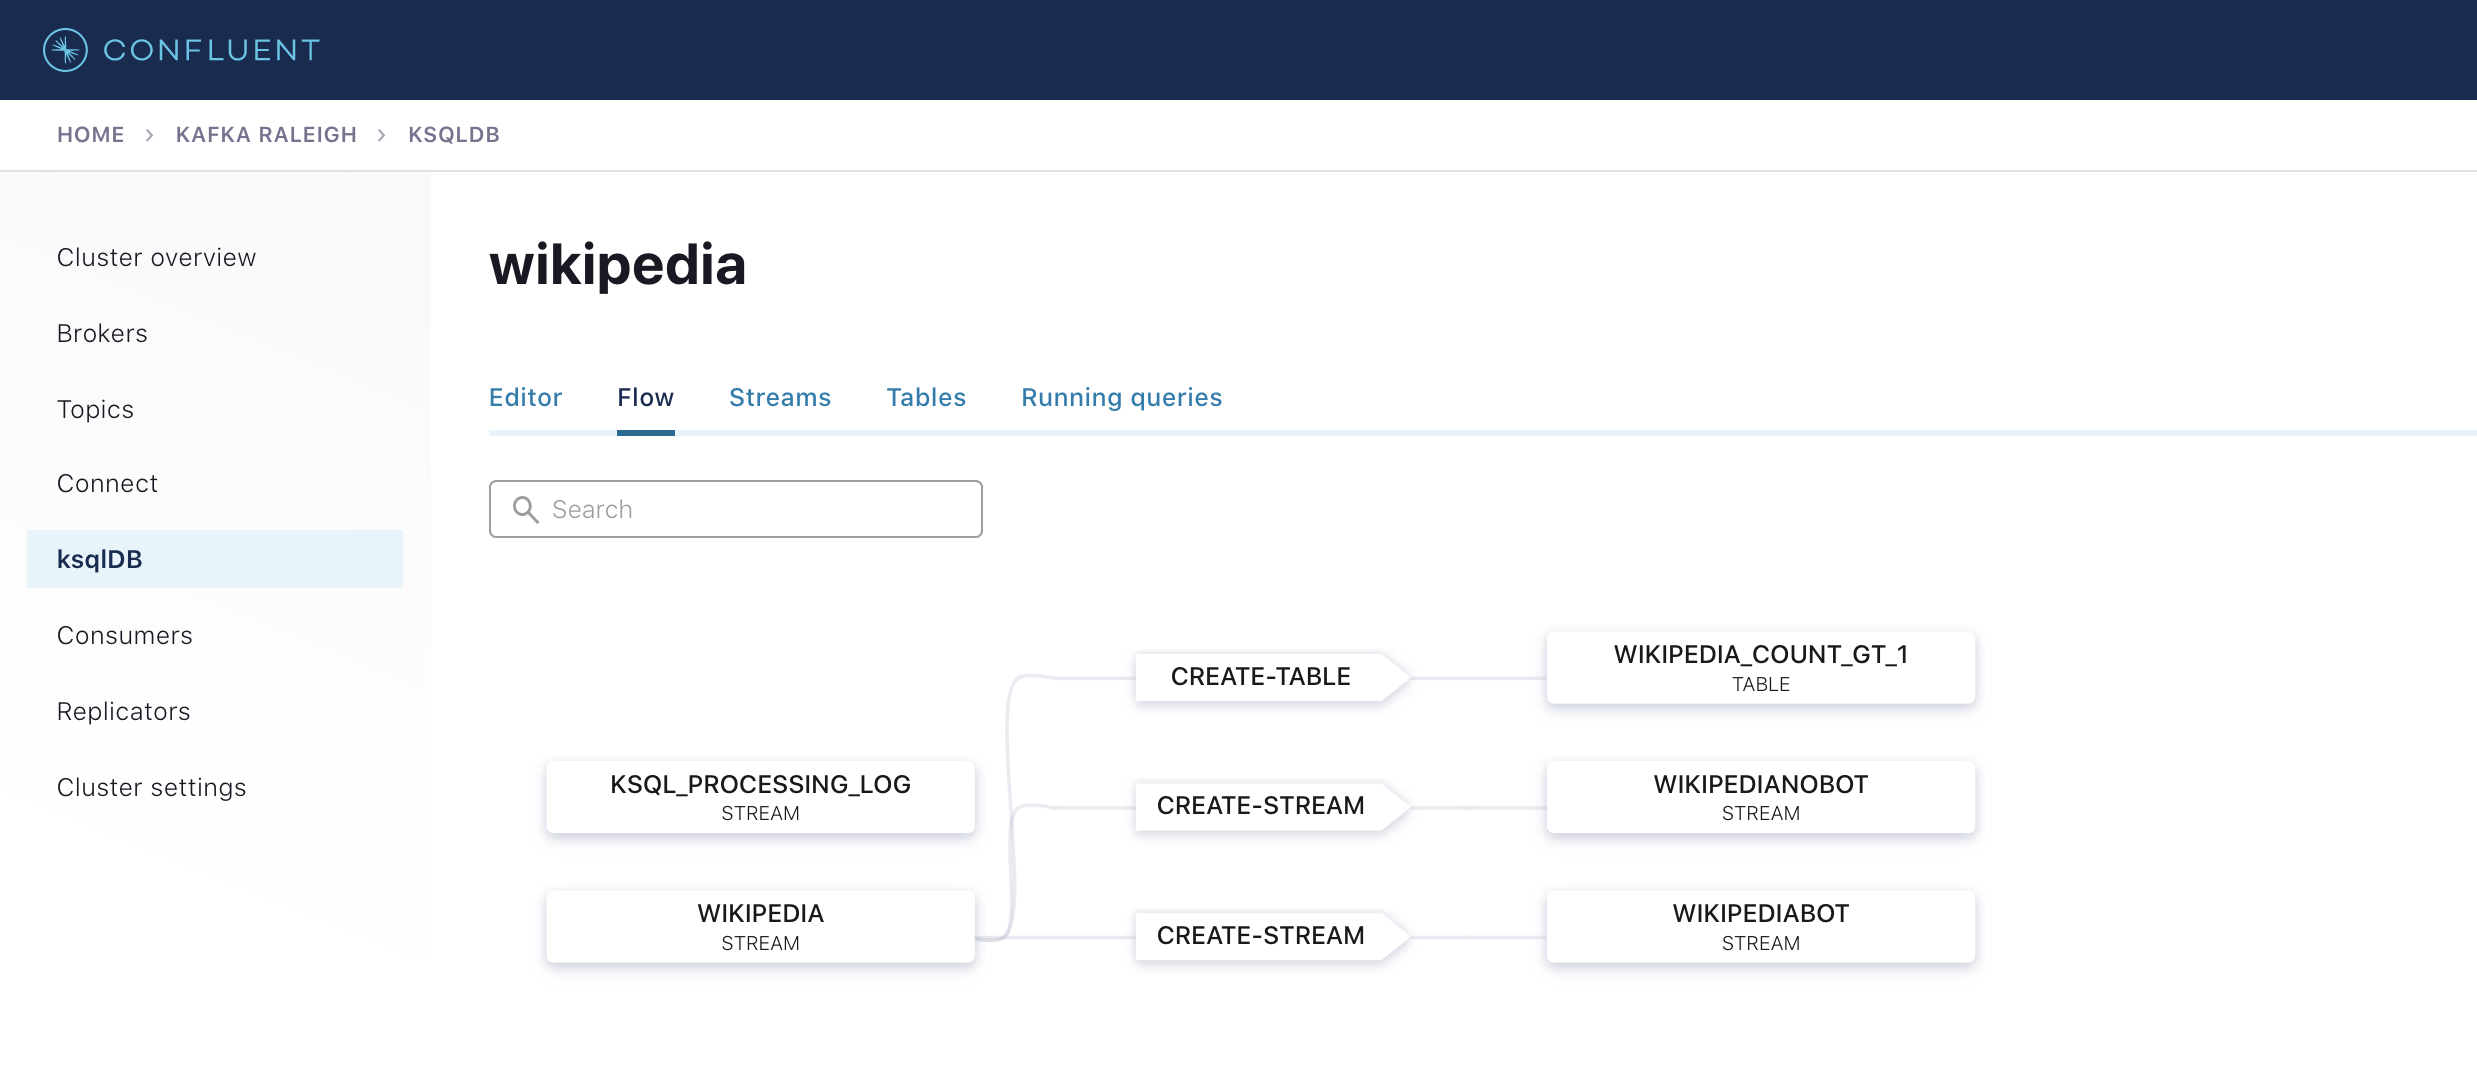 CONFLUENT
HOME > KAFKA RALEIGH > KSQLDB
Cluster overview
Brokers
Topics
Connect
ksqlDB
Consumers
Replicators
Cluster settings
wikipedia
Editor Flow Streams Tables Running queries
Search
CREATE-TABLE
WIKIPEDIA_COUNT_GT_1
TABLE
KSQL_PROCESSING_LOG
STREAM
CREATE-STREAM
WIKIPEDIANOBOT
STREAM
WIKIPEDIA
STREAM
CREATE-STREAM
WIKIPEDIABOT
STREAM